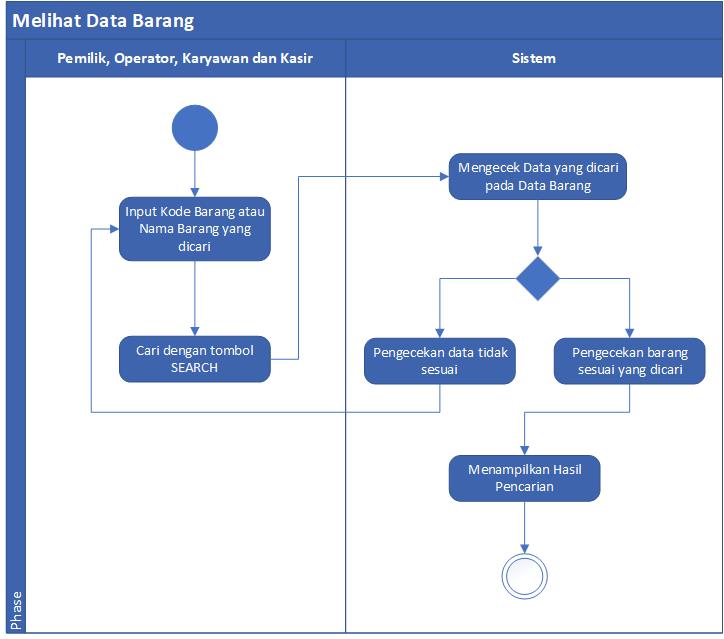 Melihat Data Barang
Pemilik, Operator, Karyawan dan Kasir
Sistem
Input Kode Barang atau
Nama Barang yang
dicari
Cari dengan tombol
SEARCH
Mengecek Data yang dicari
pada Data Barang
Pengecekan data tidak
sesuai
Pengecekan barang
sesuai yang dicari
Menampilkan Hasil
Pencarian
Phase